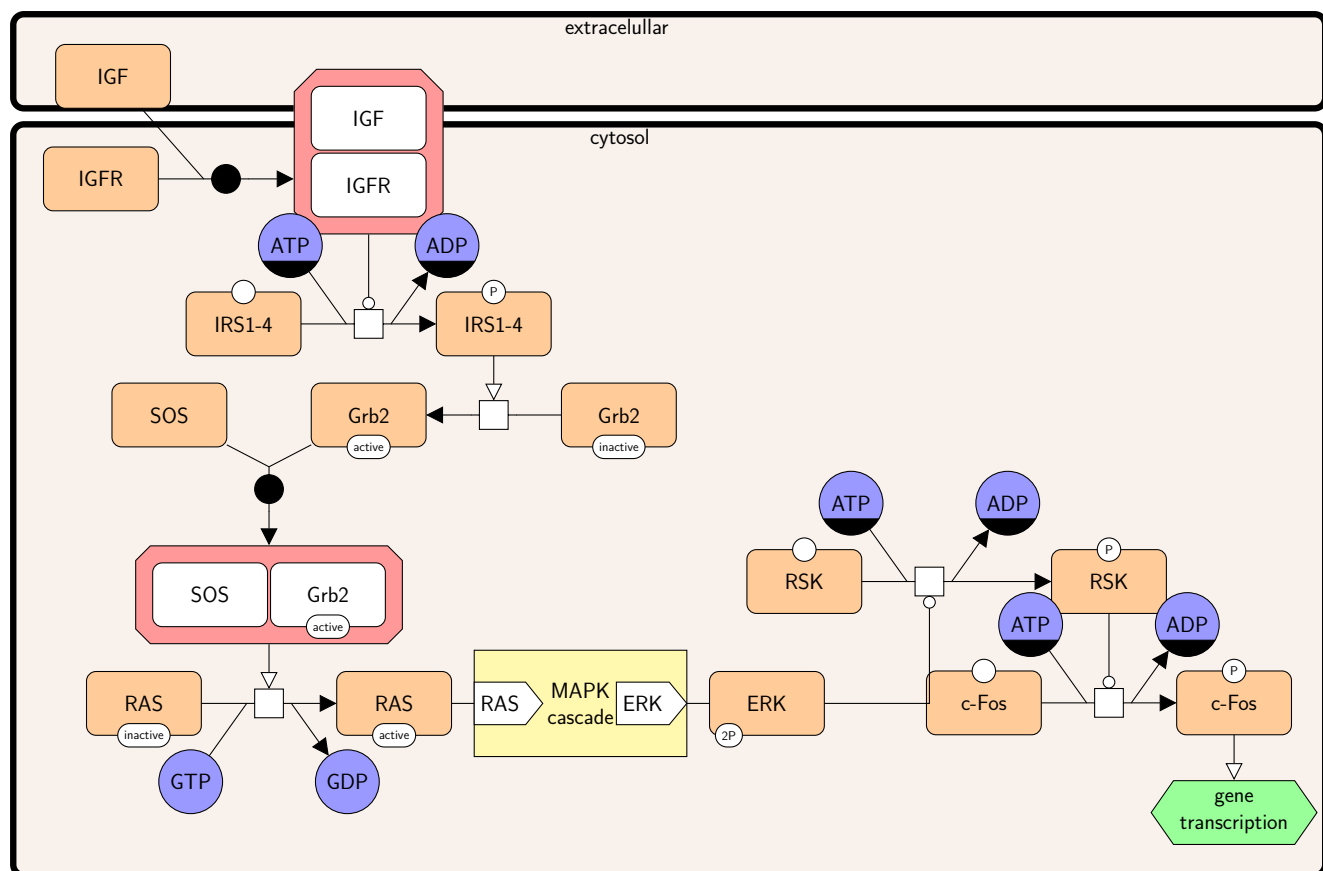 extracelullar
IGF
IGF
cytosol
IGFR
IGFR
ATP
ADP
P
IRS1-4
IRS1-4
SOS
Grb2
Grb2
active
inactive
ATP
ADP
P
RSK
RSK
SOS
Grb2
active
ATP
ADP
P
RAS
RAS
RAS
MAPK
cascade
ERK
ERK
c-Fos
c-Fos
inactive
active
2P
GTP
GDP
gene
transcription